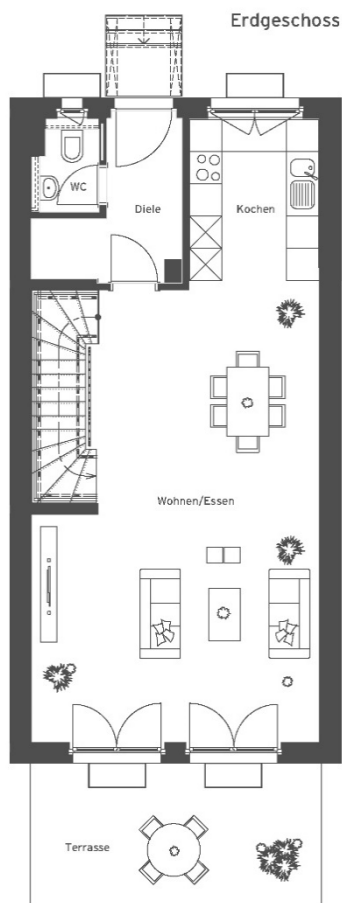 Erdgeschoss
WC
Diele
Kochen
Wohnen/Essen
Terrasse